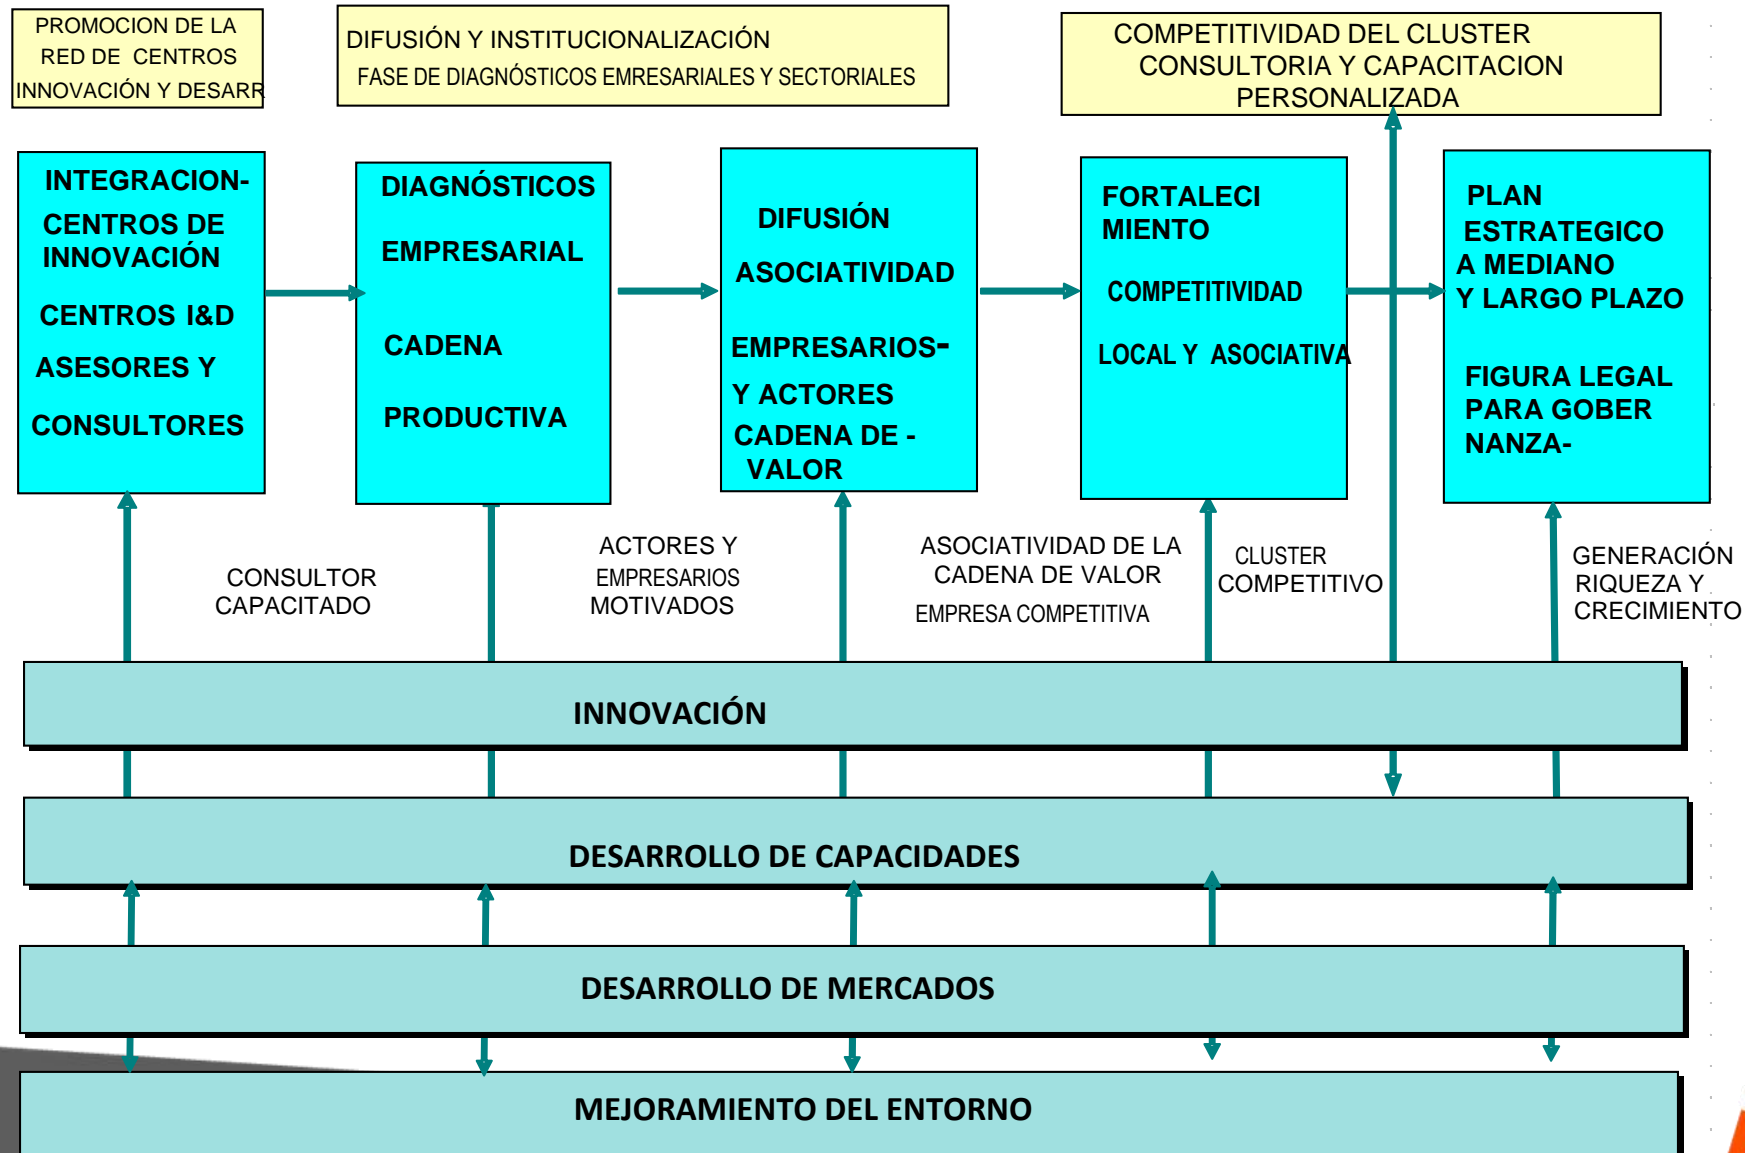 PROMOCION DE LA
RED DE CENTROS
INNOVACIÓN Y DESARR
DIFUSIÓN Y INSTITUCIONALIZACIÓN
FASE DE DIAGNÓSTICOS EMRESARIALES Y SECTORIALES
COMPETITIVIDAD DEL CLUSTER
CONSULTORIA Y CAPACITACION
PERSONALIZADA
INTEGRACION-
CENTROS DE
INNOVACIÓN
CENTROS I&D
ASESORES Y
CONSULTORES
DIAGNÓSTICOS
EMPRESARIAL
CADENA
PRODUCTIVA
DIFUSIÓN
ASOCIATIVIDAD
EMPRESARIOS-
Y ACTORES
CADENA DE -
VALOR
FORTALECI
MIENTO
COMPETITIVIDAD
LOCAL Y ASOCIATIVA
PLAN
ESTRATEGICO
A MEDIANO
Y LARGO PLAZO
FIGURA LEGAL
PARA GOBER
NANZA-
CONSULTOR
CAPACITADO
ACTORES Y
EMPRESARIOS
MOTIVADOS
ASOCIATIVIDAD DE LA
CADENA DE VALOR
EMPRESA COMPETITIVA
CLUSTER
COMPETITIVO
GENERACIÓN
RIQUEZA Y
CRECIMIENTO
INNOVACIÓN
DESARROLLO DE CAPACIDADES
DESARROLLO DE MERCADOS
MEJORAMIENTO DEL ENTORNO